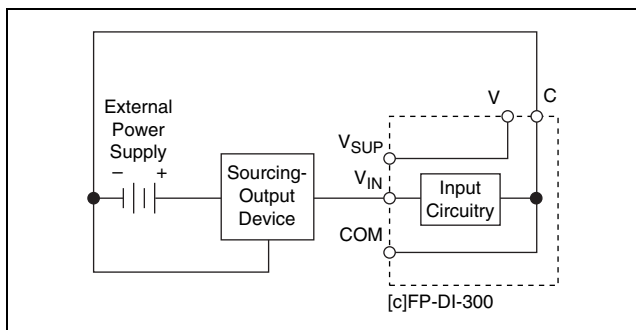 V
C
External
Power
Supply
– +
VSUP
VIN
COM
Sourcing-
Output
Device
Input
Circuitry
[c]FP-DI-300